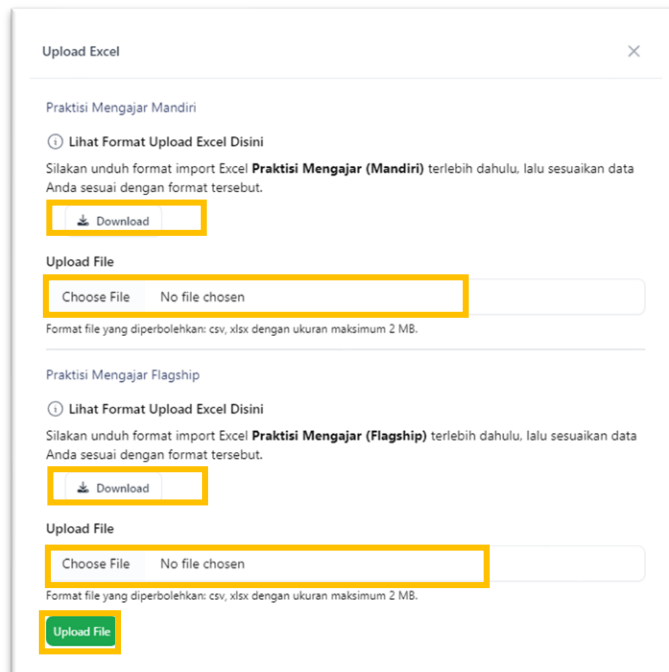 Upload Excel
Praktisi Mengajar Mandiri
Lihat Format Upload Excel Disini
Silakan unduh format import Excel Praktisi Mengajar (Mandiri) terlebih dahulu, lalu sesuaikan data
Anda sesuai dengan format tersebut.
Download
Upload File
Choose File No file chosen
Format file yang diperbolehkan: csv, xlsx dengan ukuran maksimum 2 MB.
Praktisi Mengajar Flagship
Lihat Format Upload Excel Disini
Silakan unduh format import Excel Praktisi Mengajar (Flagship) terlebih dahulu, lalu sesuaikan data
Anda sesuai dengan format tersebut.
Download
Upload File
Choose File No file chosen
Format file yang diperbolehkan: csv, xlsx dengan ukuran maksimum 2 MB.
Upload File